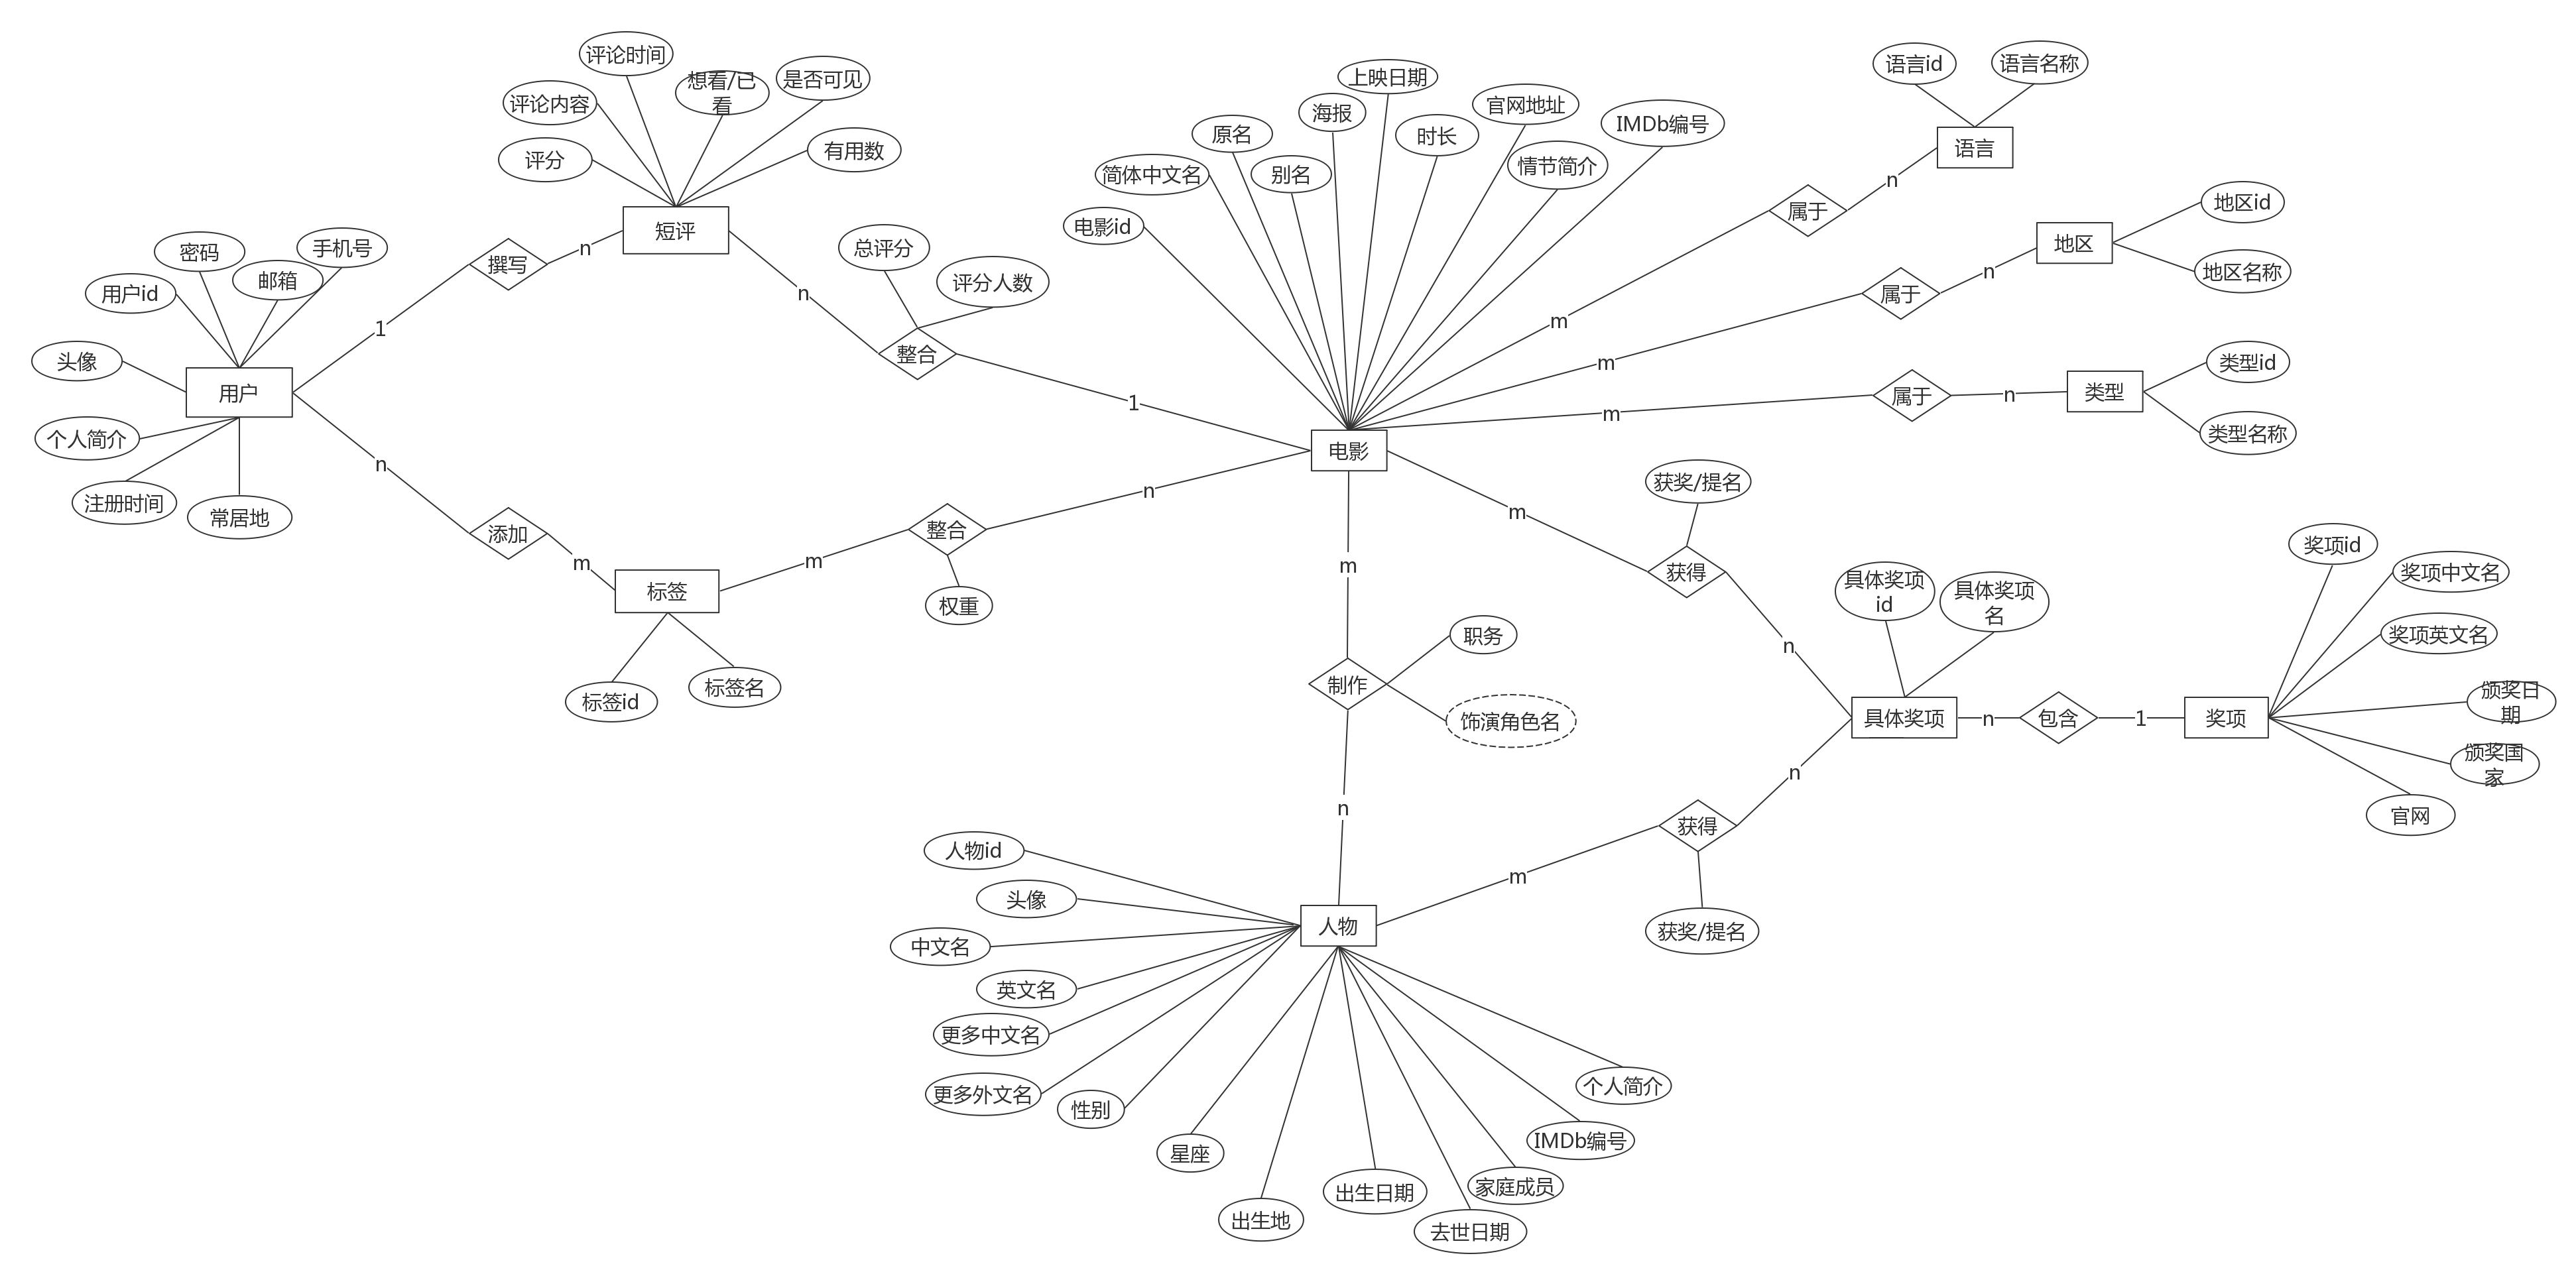 评论时间
想看/已
看
是否可见
评论内容
评分
有用数
短评
上映日期
海报
官网地址
原名
时长
IMDb编号
简体中文名
别名
情节简介
电影id
语言id
语言名称
语言
属于
n
m
地区id
地区名称
地区
属于
n
m
类型id
类型名称
类型
属于
n
m
密码
手机号
邮箱
用户id
头像
用户
个人简介
注册时间
常居地
撰写
1
n
总评分
评分人数
整合
n
1
添加
n
m
标签
标签id
标签名
整合
m
n
权重
电影
获奖/提名
获得
m
n
制作
m
n
职务
饰演角色名
具体奖项
id
具体奖项
名
具体奖项
n
包含
1
奖项
奖项id
奖项中文名
奖项英文名
颁奖日
期
颁奖国
家
官网
获得
n
m
获奖/提名
人物
人物id
头像
中文名
英文名
更多中文名
更多外文名
性别
星座
出生地
出生日期
去世日期
家庭成员
IMDb编号
个人简介